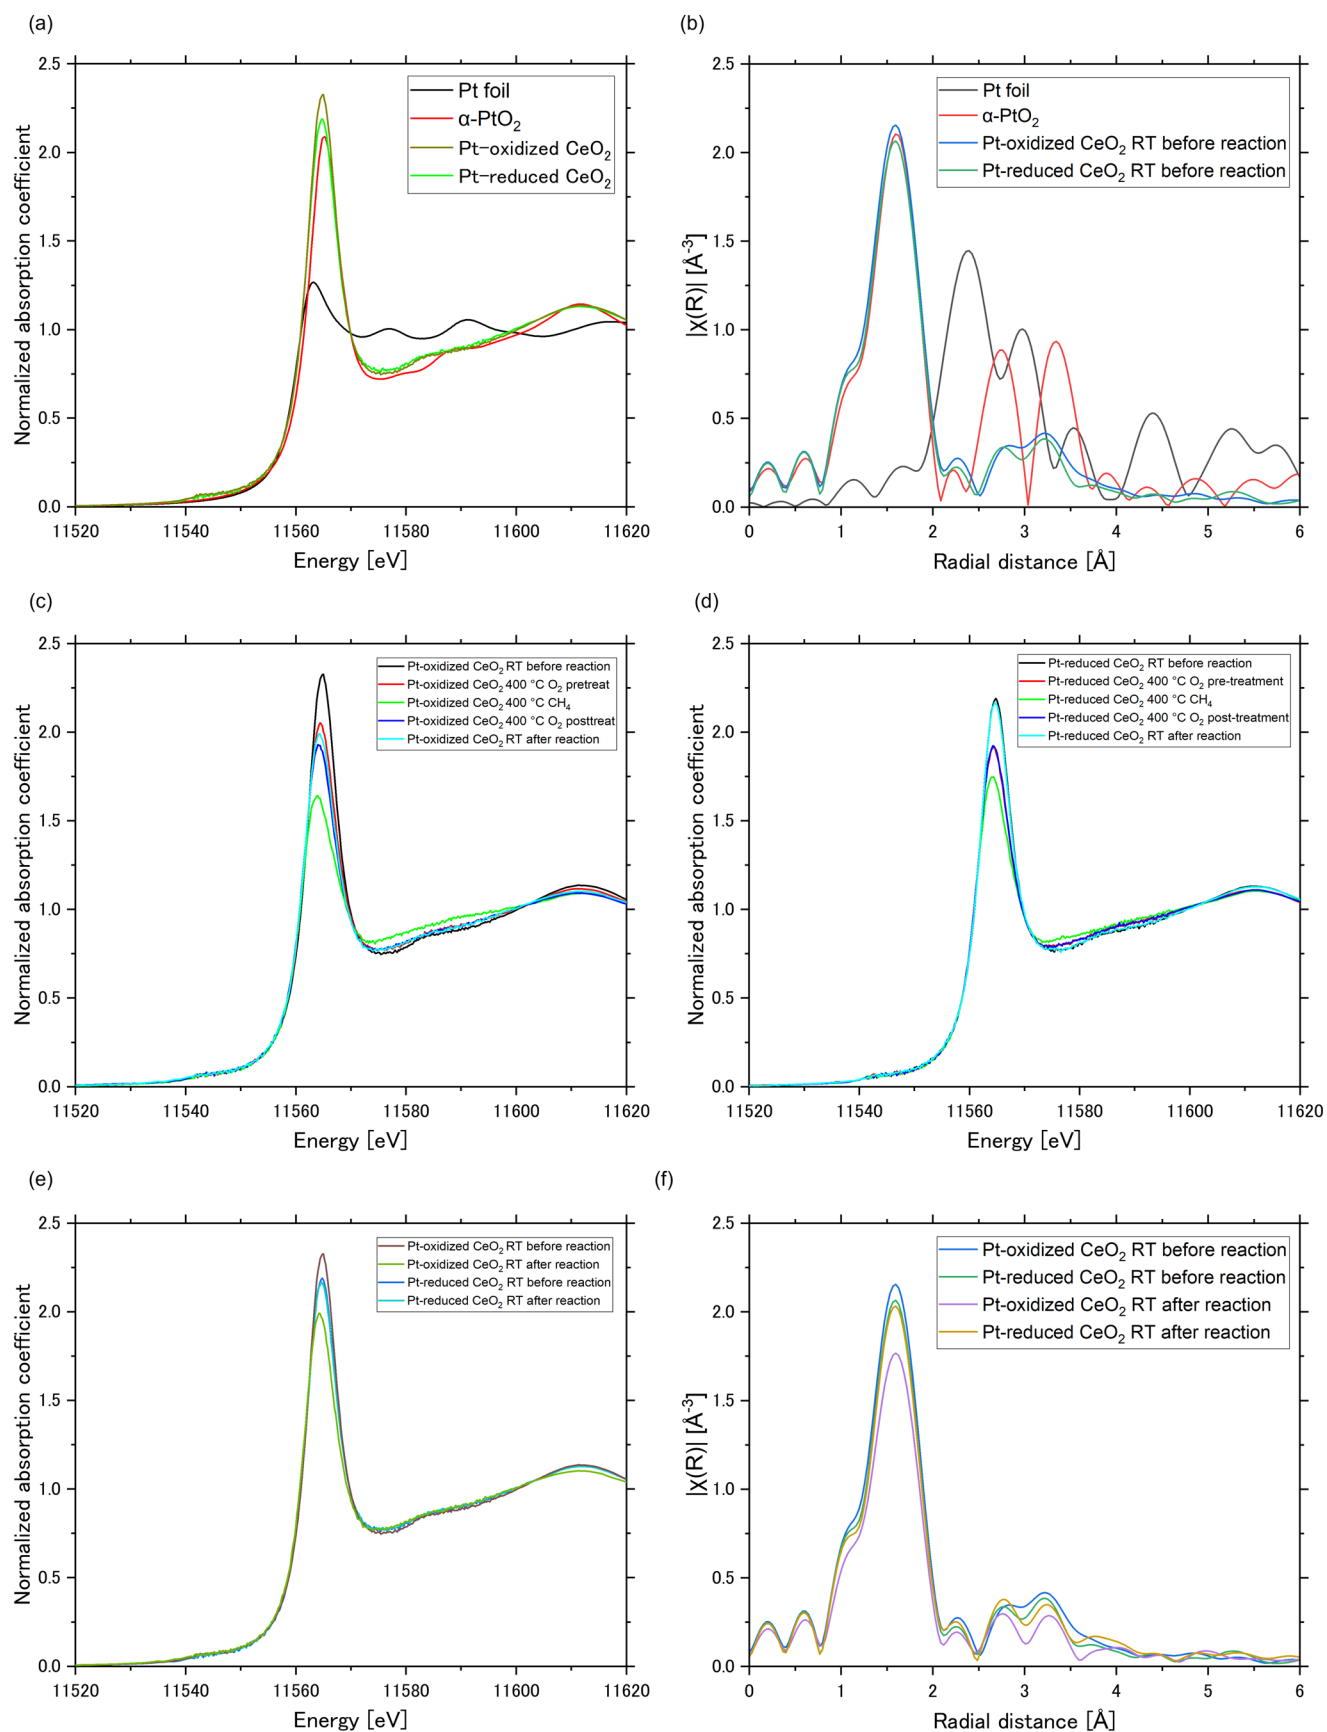 (a)
2.5
2.0
1.5
1.0
0.5
0.0
Normalized absorption coefficient
Pt foil
α-PtO₂
Pt-oxidized CeO₂
Pt-reduced CeO₂
11520 11540 11560 11580 11600 11620
Energy [eV]
(b)
2.5
2.0
1.5
1.0
0.5
0.0
|χ(R)| [Å⁻³]
Pt foil
α-PtO₂
Pt-oxidized CeO₂ RT before reaction
Pt-reduced CeO₂ RT before reaction
0 1 2 3 4 5 6
Radial distance [Å]
(c)
2.5
2.0
1.5
1.0
0.5
0.0
Normalized absorption coefficient
Pt-oxidized CeO₂ RT before reaction
Pt-oxidized CeO₂ 400 °C O₂ pretreat
Pt-oxidized CeO₂ 400 °C CH₄
Pt-oxidized CeO₂ 400 °C O₂ posttreat
Pt-oxidized CeO₂ RT after reaction
11520 11540 11560 11580 11600 11620
Energy [eV]
(d)
2.5
2.0
1.5
1.0
0.5
0.0
Normalized absorption coefficient
Pt-reduced CeO₂ RT before reaction
Pt-reduced CeO₂ 400 °C O₂ pre-treatment
Pt-reduced CeO₂ 400 °C CH₄
Pt-reduced CeO₂ 400 °C O₂ post-treatment
Pt-reduced CeO₂ RT after reaction
11520 11540 11560 11580 11600 11620
Energy [eV]
(e)
2.5
2.0
1.5
1.0
0.5
0.0
Normalized absorption coefficient
Pt-oxidized CeO₂ RT before reaction
Pt-oxidized CeO₂ RT after reaction
Pt-reduced CeO₂ RT before reaction
Pt-reduced CeO₂ RT after reaction
11520 11540 11560 11580 11600 11620
Energy [eV]
(f)
2.5
2.0
1.5
1.0
0.5
0.0
|χ(R)| [Å⁻³]
Pt-oxidized CeO₂ RT before reaction
Pt-reduced CeO₂ RT before reaction
Pt-oxidized CeO₂ RT after reaction
Pt-reduced CeO₂ RT after reaction
0 1 2 3 4 5 6
Radial distance [Å]